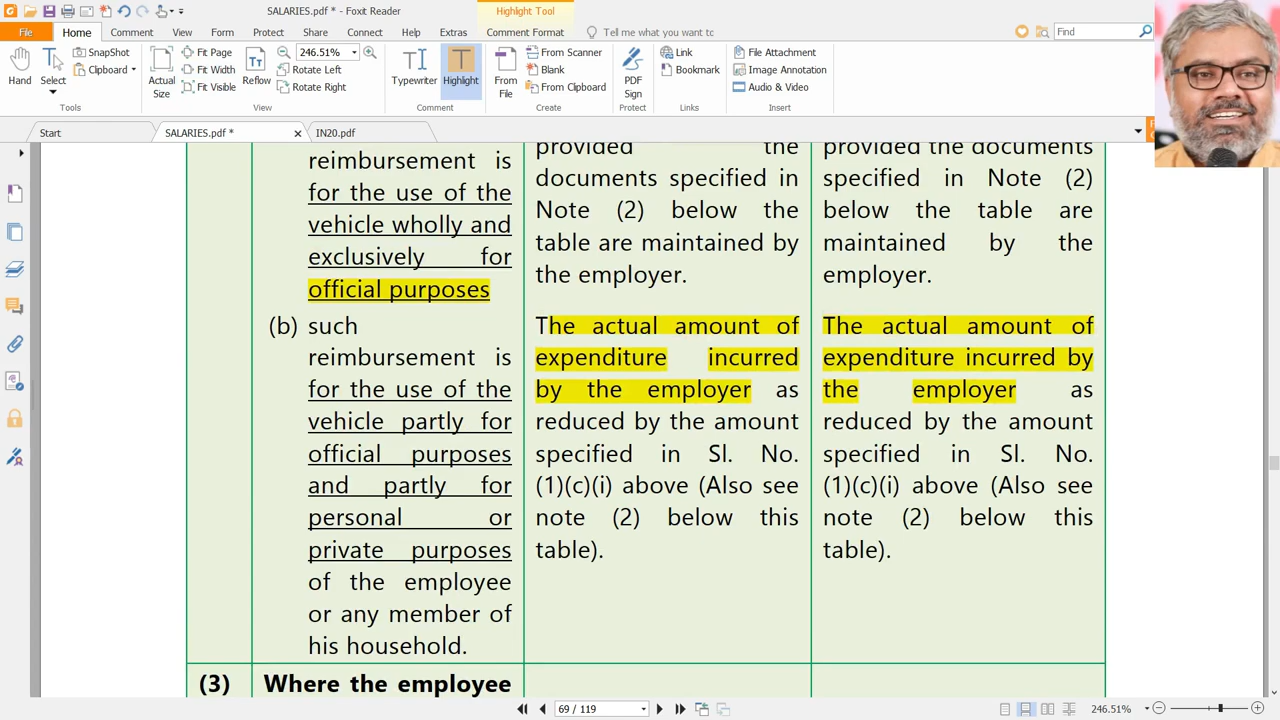 SALARIES.pdf * - Foxit Reader
Highlight Tool
File
Home
Comment
View
Form
Protect
Share
Connect
Help
Extras
Comment Format
Tell me what you want tc
Find
Hand
Select
SnapShot
Clipboard
Tools
Actual
Size
Fit Page
Fit Width
Fit Visible
Reflow
246.51%
Rotate Left
Rotate Right
View
Typewriter
Highlight
Comment
From
File
From Scanner
Blank
From Clipboard
Create
PDF
Sign
Protect
Link
Bookmark
Links
File Attachment
Image Annotation
Audio & Video
Insert
Start
SALARIES.pdf *
IN20.pdf
reimbursement is
for the use of the
vehicle wholly and
exclusively for
official purposes
provided the
documents specified in
Note (2) below the
table are maintained by
the employer.
provided the documents
specified in Note (2)
below the table are
maintained by the
employer.
(b) such
reimbursement is
for the use of the
vehicle partly for
official purposes
and partly for
personal or
private purposes
of the employee
or any member of
his household.
The actual amount of
expenditure incurred
by the employer as
reduced by the amount
specified in Sl. No.
(1)(c)(i) above (Also see
note (2) below this
table).
The actual amount of
expenditure incurred by
the employer as
reduced by the amount
specified in Sl. No.
(1)(c)(i) above (Also see
note (2) below this
table).
(3) Where the employee
69 / 119
246.51%